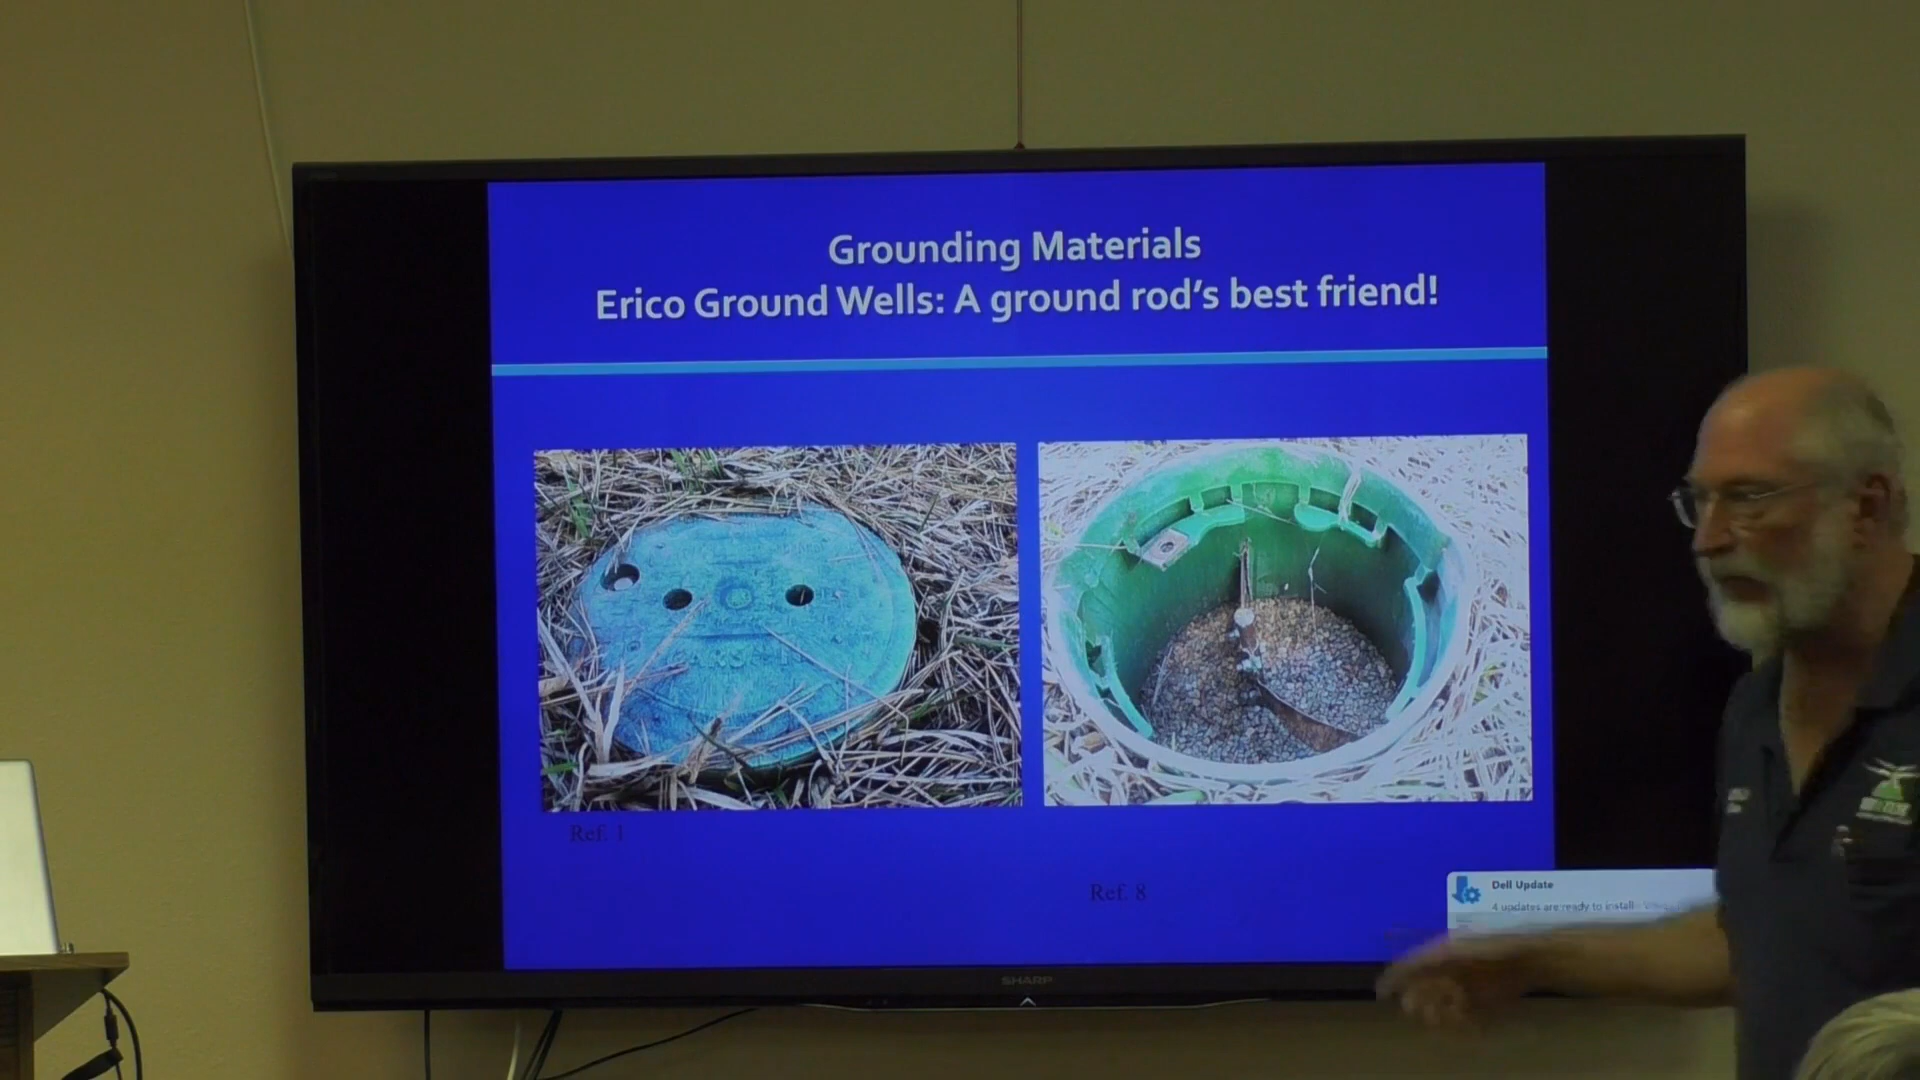 Grounding Materials
Erico Ground Wells: A ground rod's best friend!
Ref. 1
Ref. 8
Dell Update
4 updates are ready to install.
SHARP